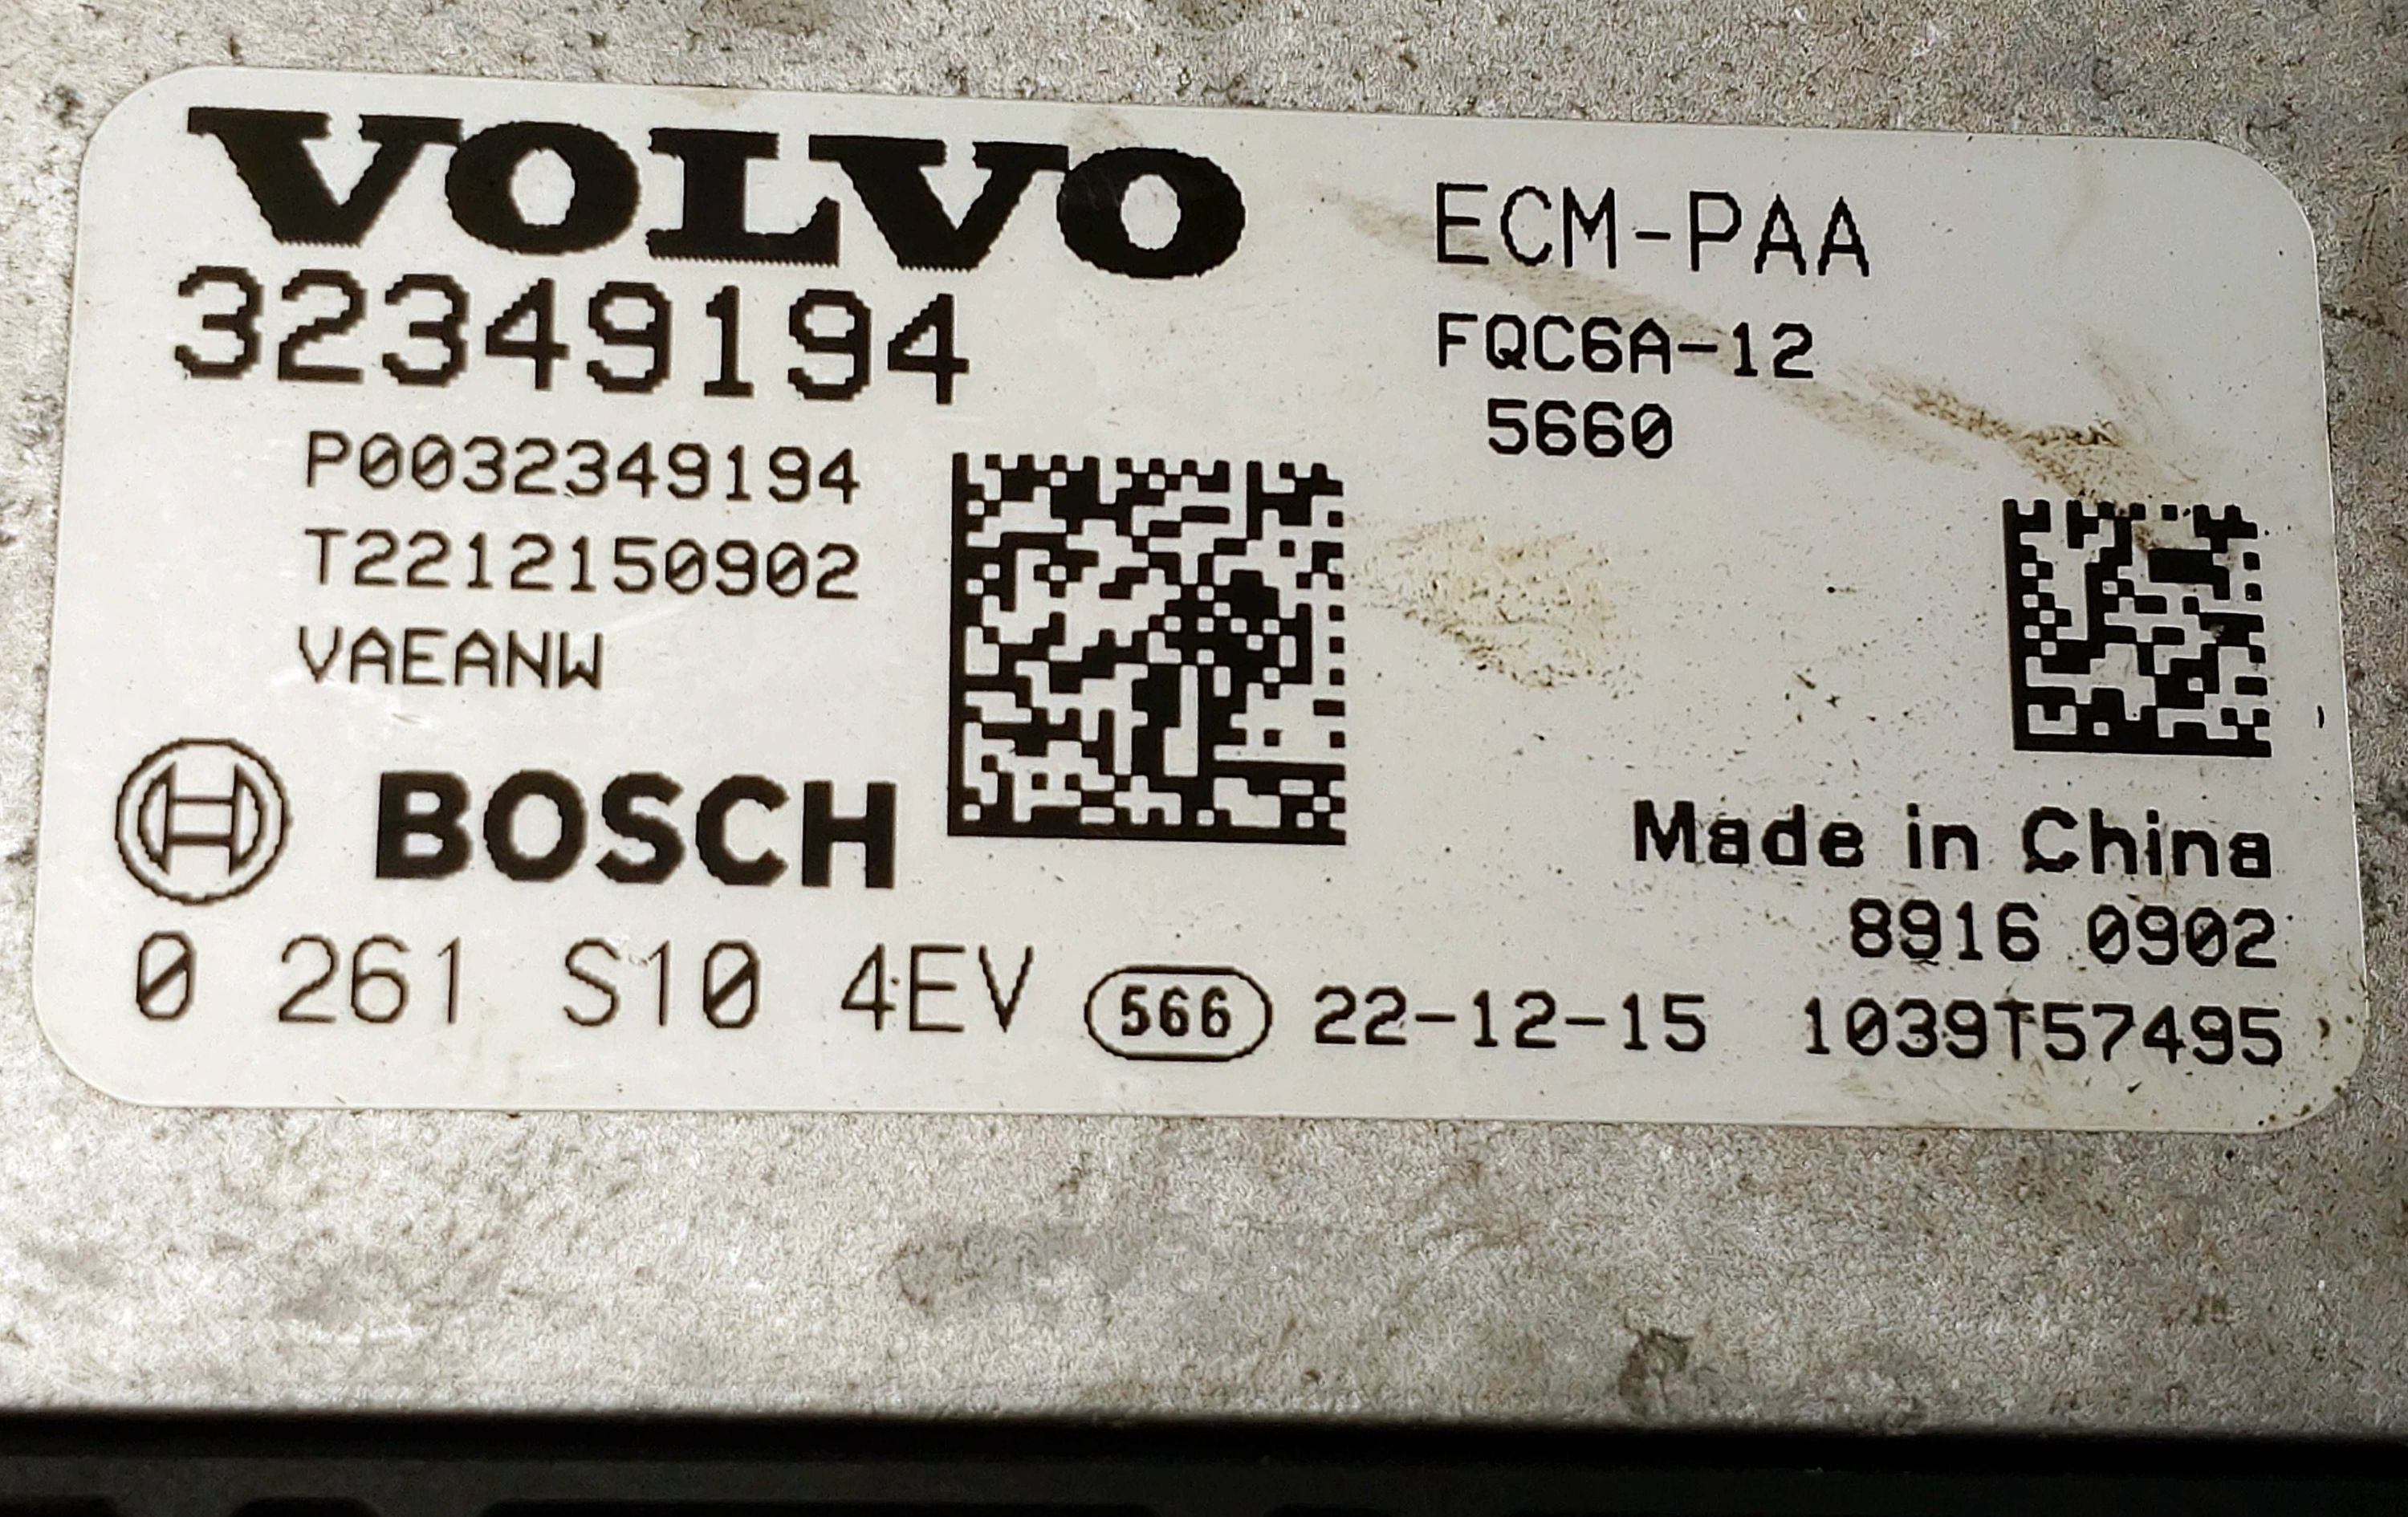 VOLVO
32349194
P0032349194
T2212150902
VAEANW
BOSCH
0 261 S10 4EV
566 22-12-15 1039T57495
ECM-PAA
FQC6A-12
5660
Made in China
8916 0902